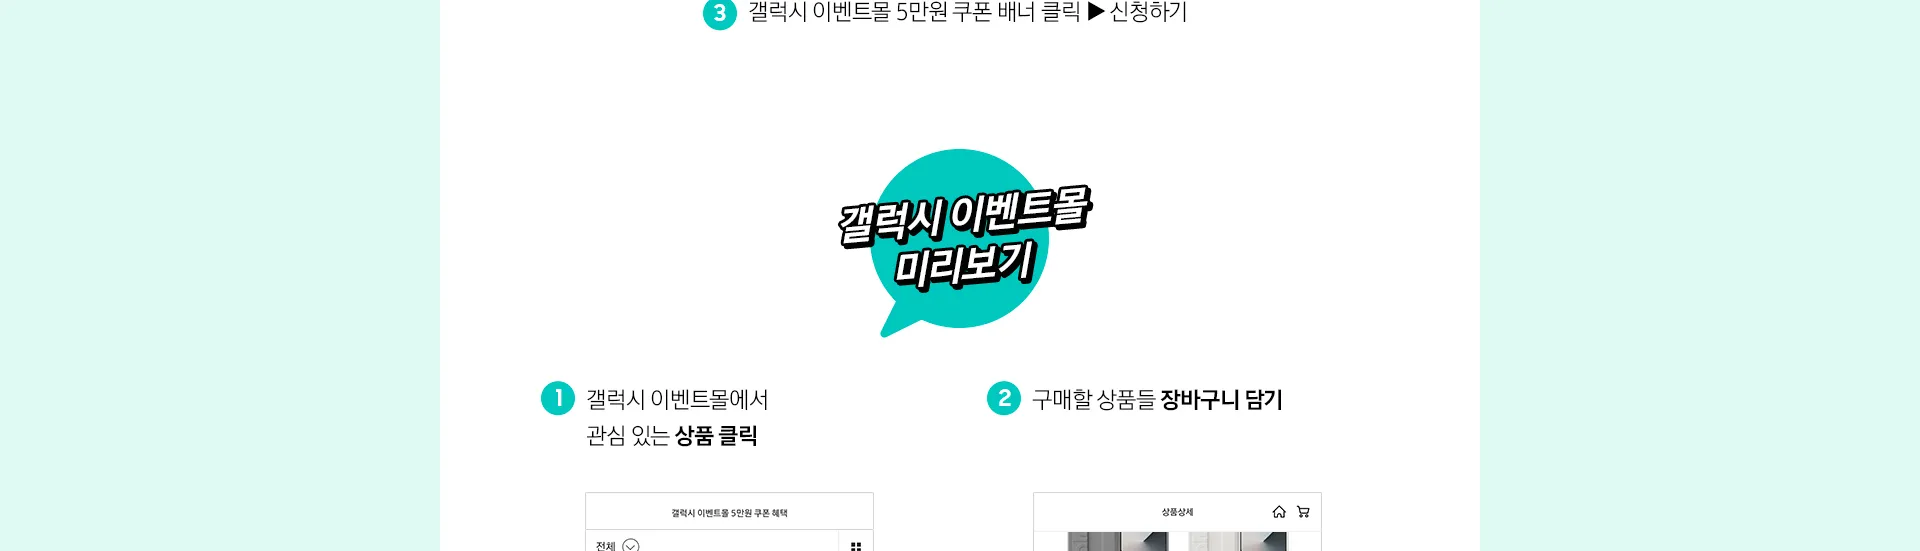 3 갤럭시 이벤트몰 5만원 쿠폰 배너 클릭 ▶ 신청하기
갤럭시 이벤트몰
미리보기
1 갤럭시 이벤트몰에서
관심 있는 상품 클릭
2 구매할 상품들 장바구니 담기
갤럭시 이벤트몰 5만원 쿠폰 혜택
전체
상품상세